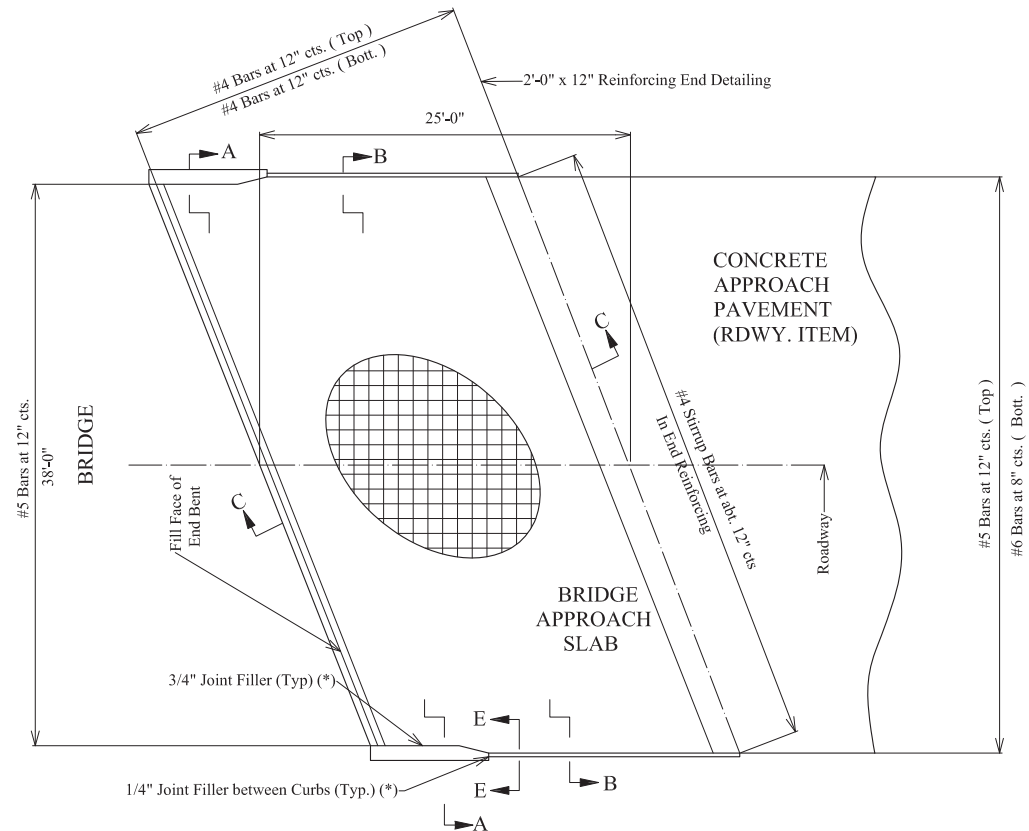 #4 Bars at 12" cts. ( Top )
#4 Bars at 12" cts. ( Bott. )
2'-0" x 12" Reinforcing End Detailing
25'-0"
A
B
CONCRETE
APPROACH
PAVEMENT
(RDWY. ITEM)
C
#5 Bars at 12" cts.
38'-0"
BRIDGE
#4 Stirrup Bars at abt. 12" cts
In End Reinforcing
#5 Bars at 12" cts. ( Top )
#6 Bars at 8" cts. ( Bott. )
C
Fill Face of
End Bent
Roadway
BRIDGE
APPROACH
SLAB
3/4" Joint Filler (Typ) (*)
E
1/4" Joint Filler between Curbs (Typ.) (*)
E
B
A